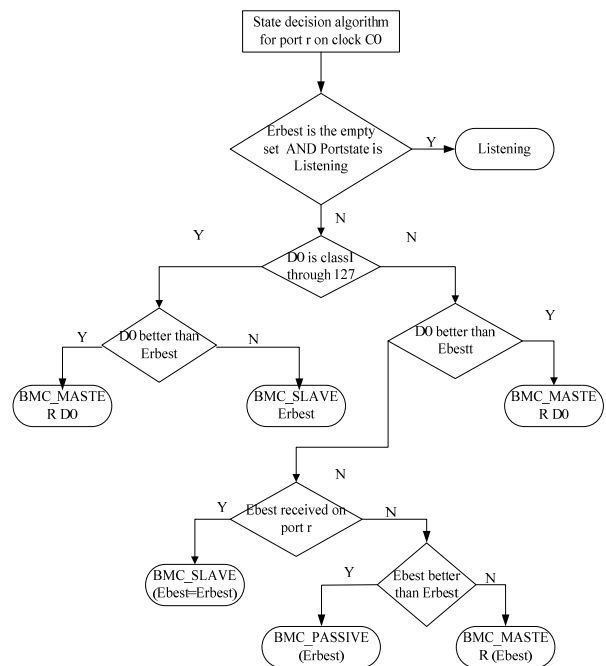 State decision algorithm
for port r on clock C0
Erbest is the empty
set AND Portstate is
Listening
Y
Listening
N
Y
N
D0 is class1
through 127
D0 better than
Erbest
Y
N
D0 better than
Ebestt
Y
BMC_MASTE
R D0
BMC_SLAVE
Erbest
BMC_MASTE
R D0
N
Ebest received on
port r
Y
N
BMC_SLAVE
(Ebest=Erbest)
Ebest better
than Erbest
Y
N
BMC_PASSIVE
(Erbest)
BMC_MASTE
R (Ebest)